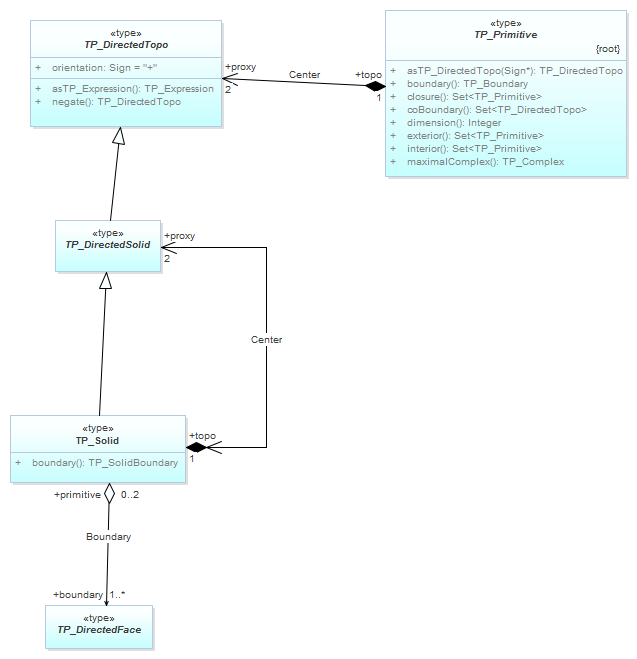 «type»
TP_DirectedTopo
+ orientation: Sign = "+"
+ asTP_Expression(): TP_Expression
+ negate(): TP_DirectedTopo
«type»
TP_Primitive
{root}
+ asTP_DirectedTopo(Sign*): TP_DirectedTopo
+ boundary(): TP_Boundary
+ closure(): Set<TP_Primitive>
+ coBoundary(): Set<TP_DirectedTopo>
+ dimension(): Integer
+ exterior(): Set<TP_Primitive>
+ interior(): Set<TP_Primitive>
+ maximalComplex(): TP_Complex
+proxy
2
Center
+topo
1
«type»
TP_DirectedSolid
+proxy
2
Center
«type»
TP_Solid
+ boundary(): TP_SolidBoundary
+topo
1
+primitive 0..2
Boundary
+boundary 1..*
«type»
TP_DirectedFace